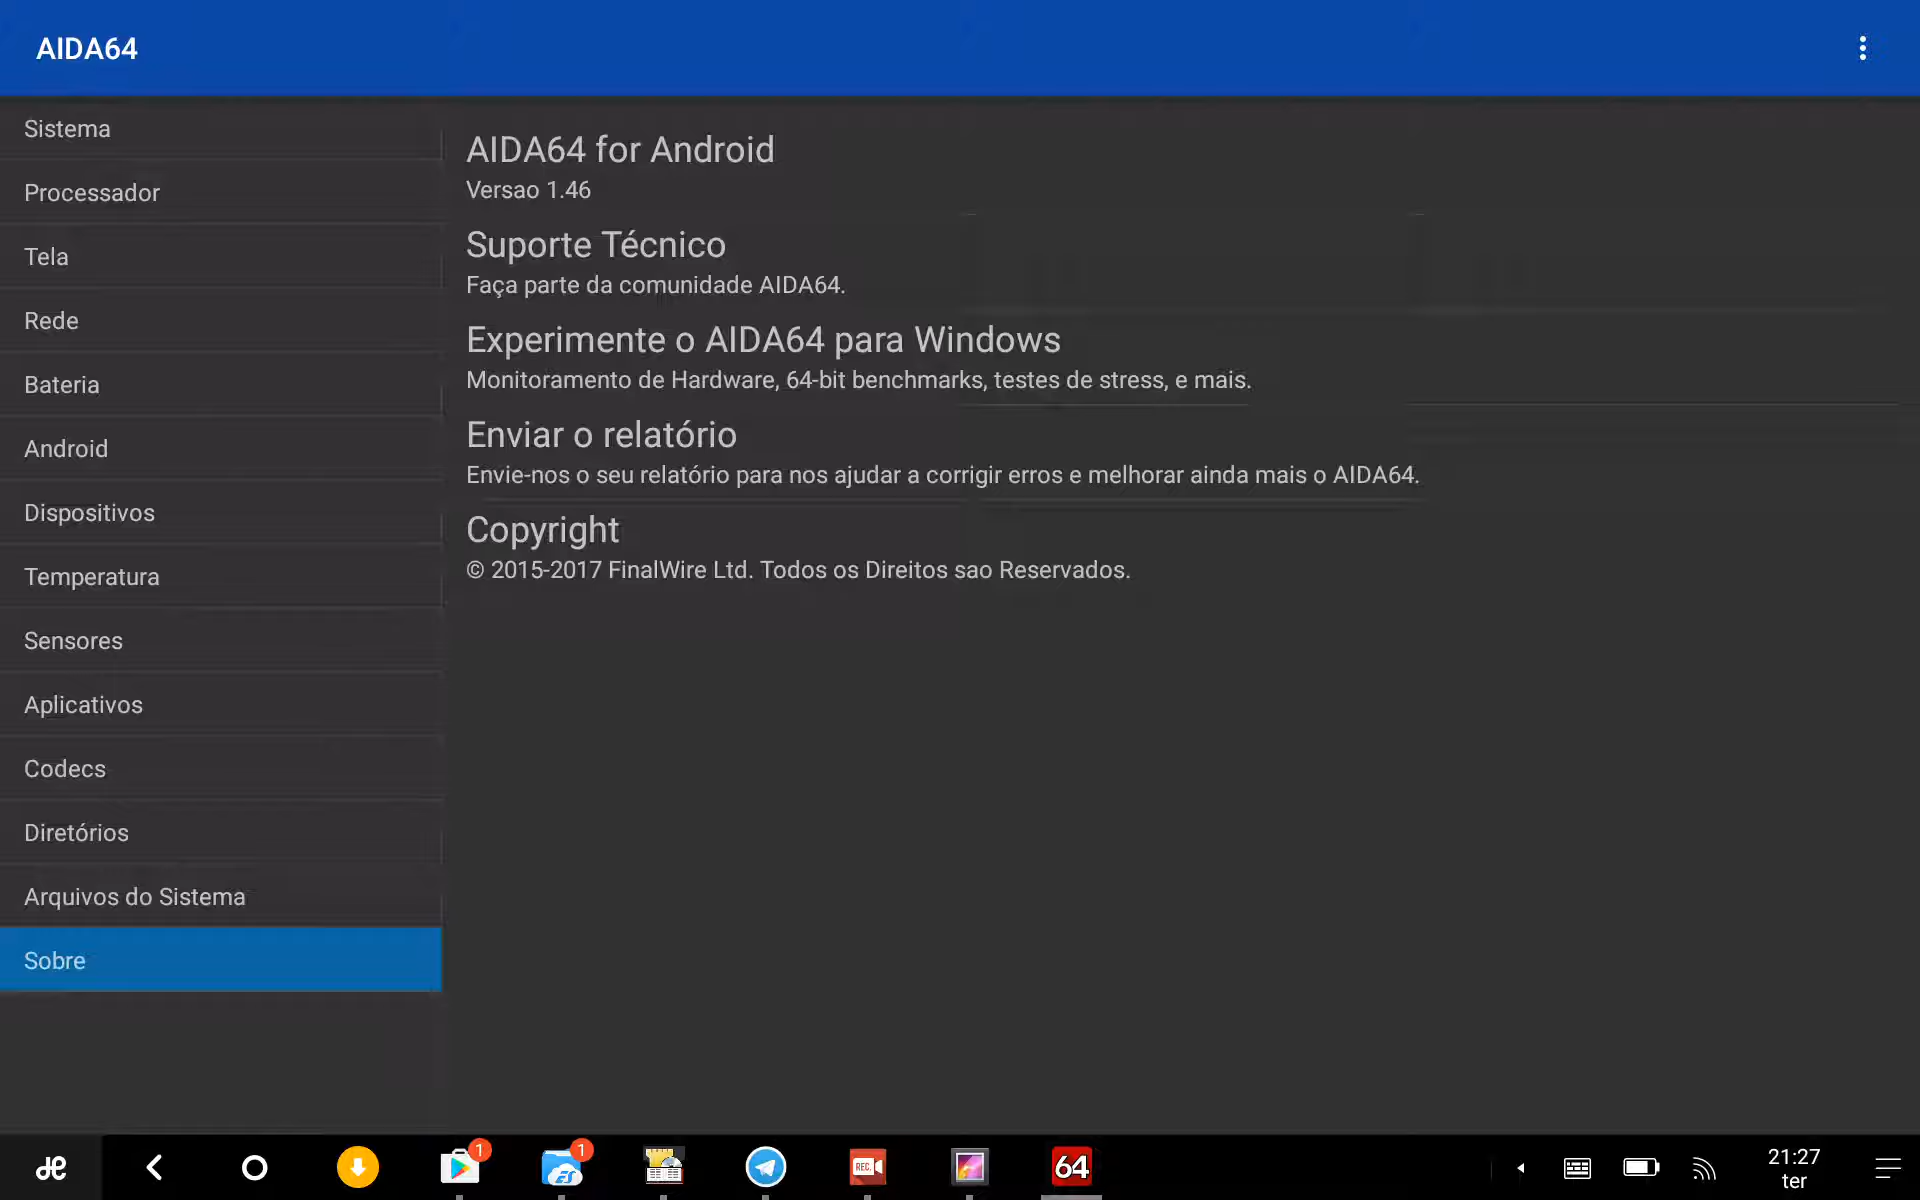 AIDA64
Sistema
Processador
Tela
Rede
Bateria
Android
Dispositivos
Temperatura
Sensores
Aplicativos
Codecs
Diretórios
Arquivos do Sistema
Sobre
AIDA64 for Android
Versao 1.46
Suporte Técnico
Faça parte da comunidade AIDA64.
Experimente o AIDA64 para Windows
Monitoramento de Hardware, 64-bit benchmarks, testes de stress, e mais.
Enviar o relatório
Envie-nos o seu relatório para nos ajudar a corrigir erros e melhorar ainda mais o AIDA64.
Copyright
© 2015-2017 FinalWire Ltd. Todos os Direitos sao Reservados.
1
1
REC
64
21:27
ter